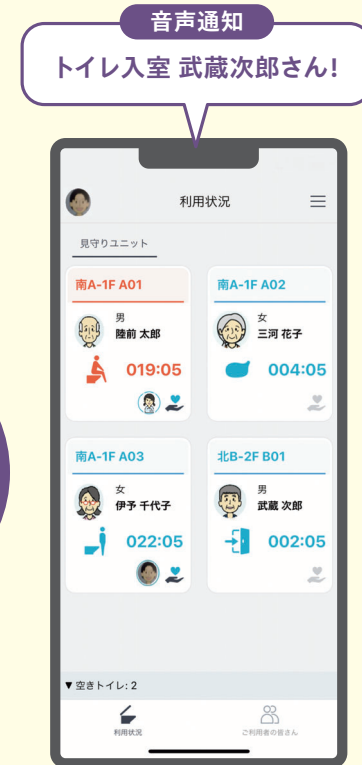 音声通知
トイレ入室 武蔵次郎さん!
利用状況
見守りユニット
南A-1F A01
男
陸前 太郎
019:05
南A-1F A02
女
三河 花子
004:05
南A-1F A03
女
伊予 千代子
022:05
北B-2F B01
男
武蔵 次郎
002:05
▼空きトイレ: 2
利用状況
ご利用者の皆さん